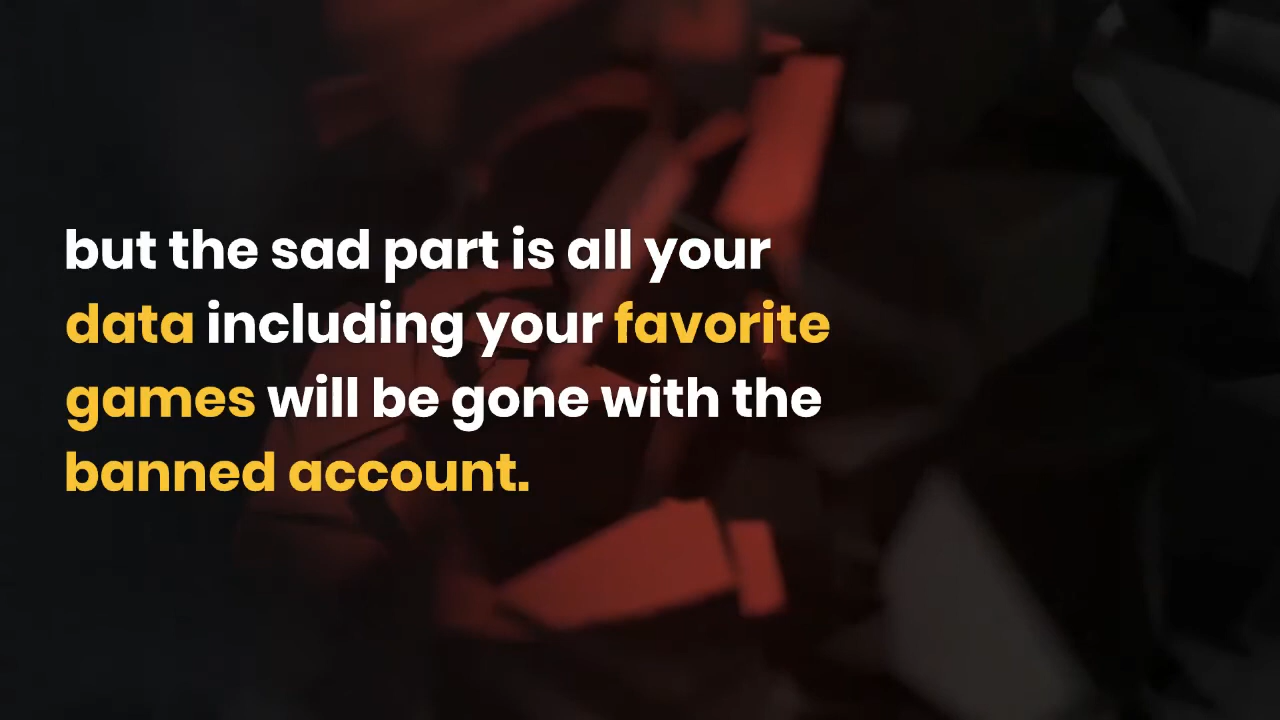 but the sad part is all your
data including your favorite
games will be gone with the
banned account.